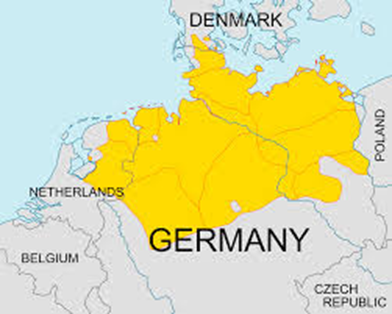 DENMARK
POLAND
NETHERLANDS
GERMANY
BELGIUM
CZECH
REPUBLIC